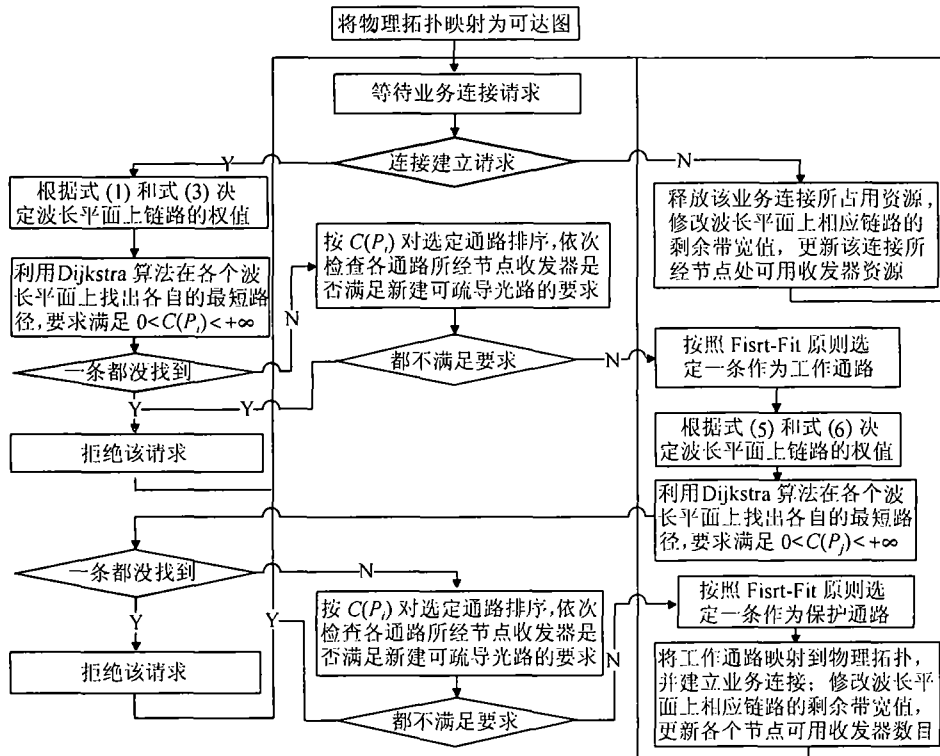 将物理拓扑映射为可达图
等待业务连接请求
连接建立请求
Y
N
根据式 (1) 和式 (3) 决
定波长平面上链路的权值
利用Dijkstra 算法在各个波
长平面上找出各自的最短路
径,要求满足 0<C(Pᵢ)<+∞
一条都没找到
N
Y
拒绝该请求
按 C(Pᵢ) 对选定通路排序,依次
检查各通路所经节点收发器是
否满足新建可疏导光路的要求
都不满足要求
Y
N
释放该业务连接所占用资源,
修改波长平面上相应链路的
剩余带宽值, 更新该连接所
经节点处可用收发器资源
按照 Fisrt-Fit 原则选
定一条作为工作通路
根据式 (5) 和式 (6) 决
定波长平面上链路的权值
利用Dijkstra 算法在各个波
长平面上找出各自的最短路
径,要求满足 0<C(Pⱼ)<+∞
一条都没找到
N
Y
拒绝该请求
按 C(Pᵢ) 对选定通路排序,依次
检查各通路所经节点收发器是
否满足新建可疏导光路的要求
都不满足要求
Y
N
按照 Fisrt-Fit 原则选
定一条作为保护通路
将工作通路映射到物理拓扑,
并建立业务连接; 修改波长平
面上相应链路的剩余带宽值,
更新各个节点可用收发器数目